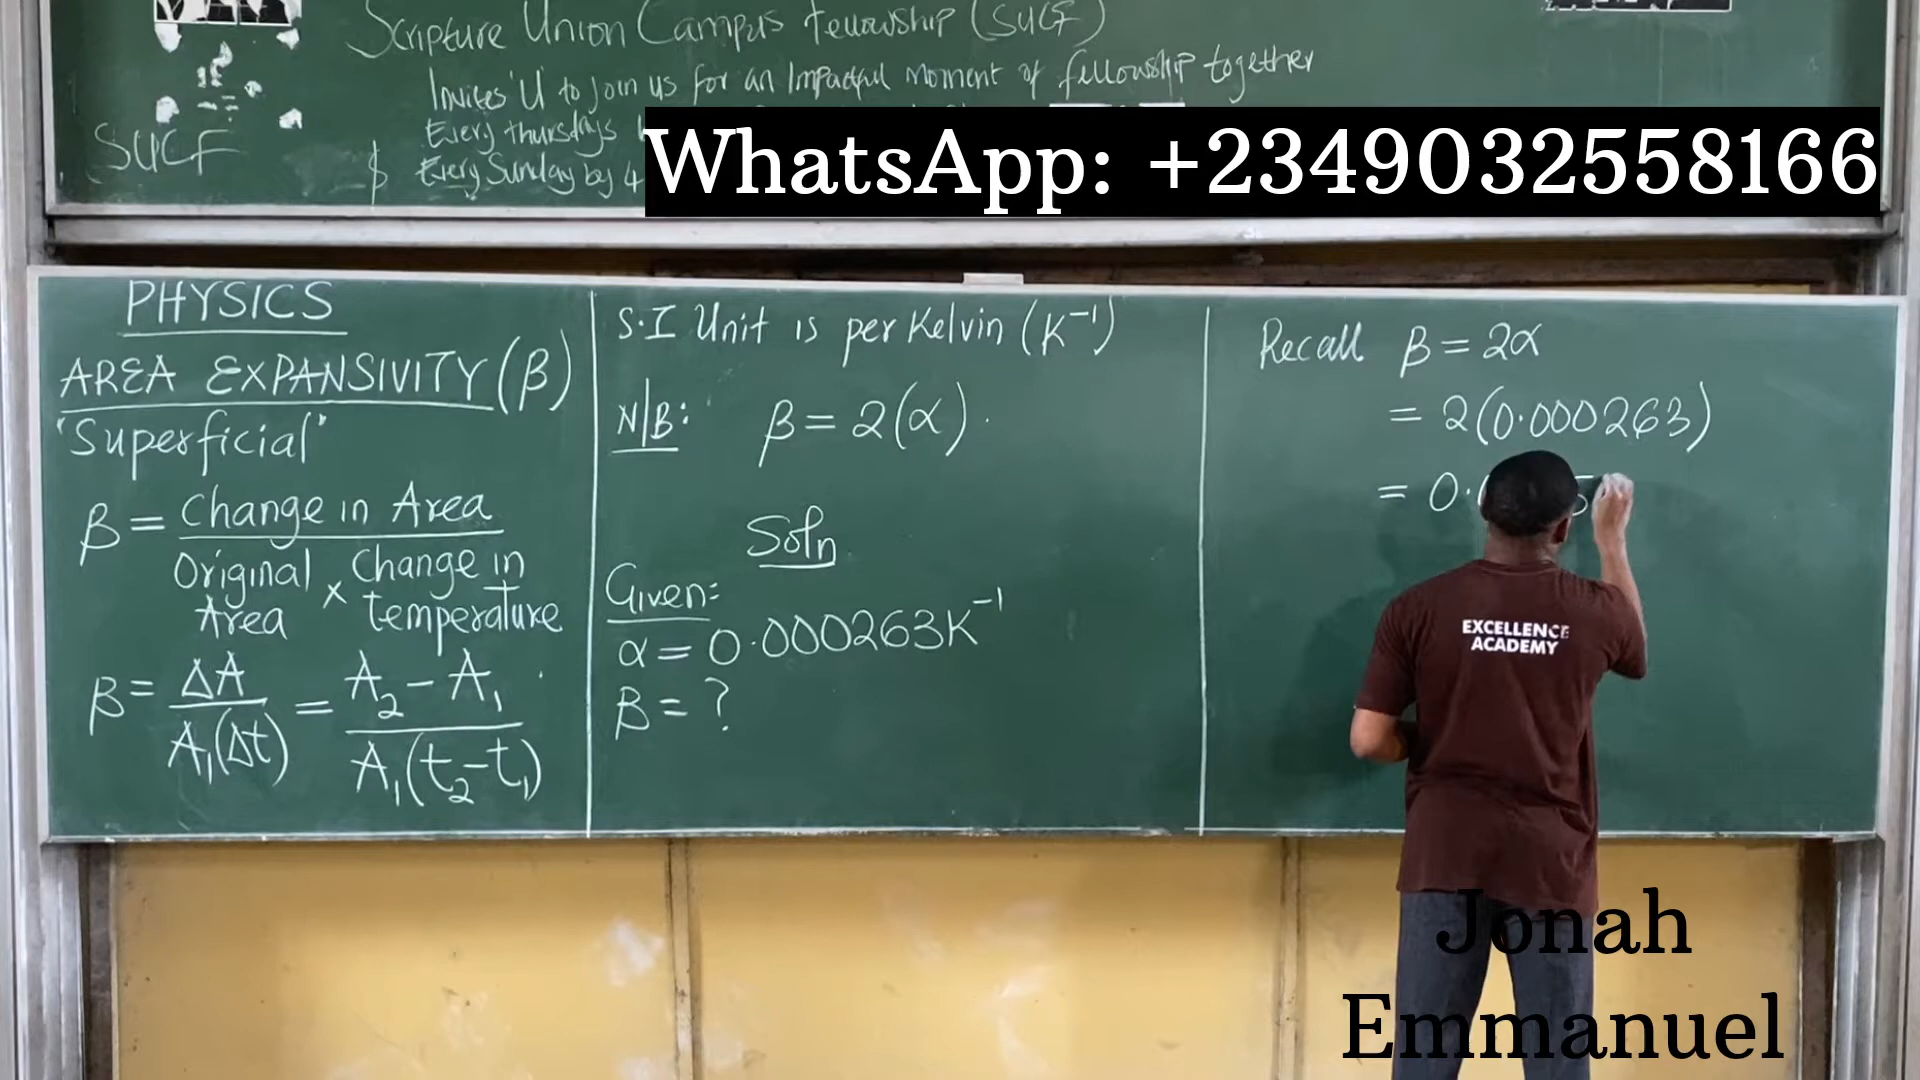 Scripture Union Campus Fellowship (SUCF)
Invites 'U' to join us for an Impactful Moment of fellowship together
Every thursdays
Every Sunday by 4
SUCF
WhatsApp: +2349032558166
PHYSICS
AREA EXPANSIVITY (β)
"Superficial"
β = Change in Area
Original Area × Change in temperature
β = ΔA / A₁(Δt) = A₂ - A₁ / A₁(t₂-t₁)
S.I Unit is per Kelvin (K⁻¹)
N/B: β = 2(α).
Soln
Given:
α = 0.000263K⁻¹
β = ?
Recall β = 2α
= 2(0.000263)
= 0.
EXCELLENCE
ACADEMY
Jonah
Emmanuel